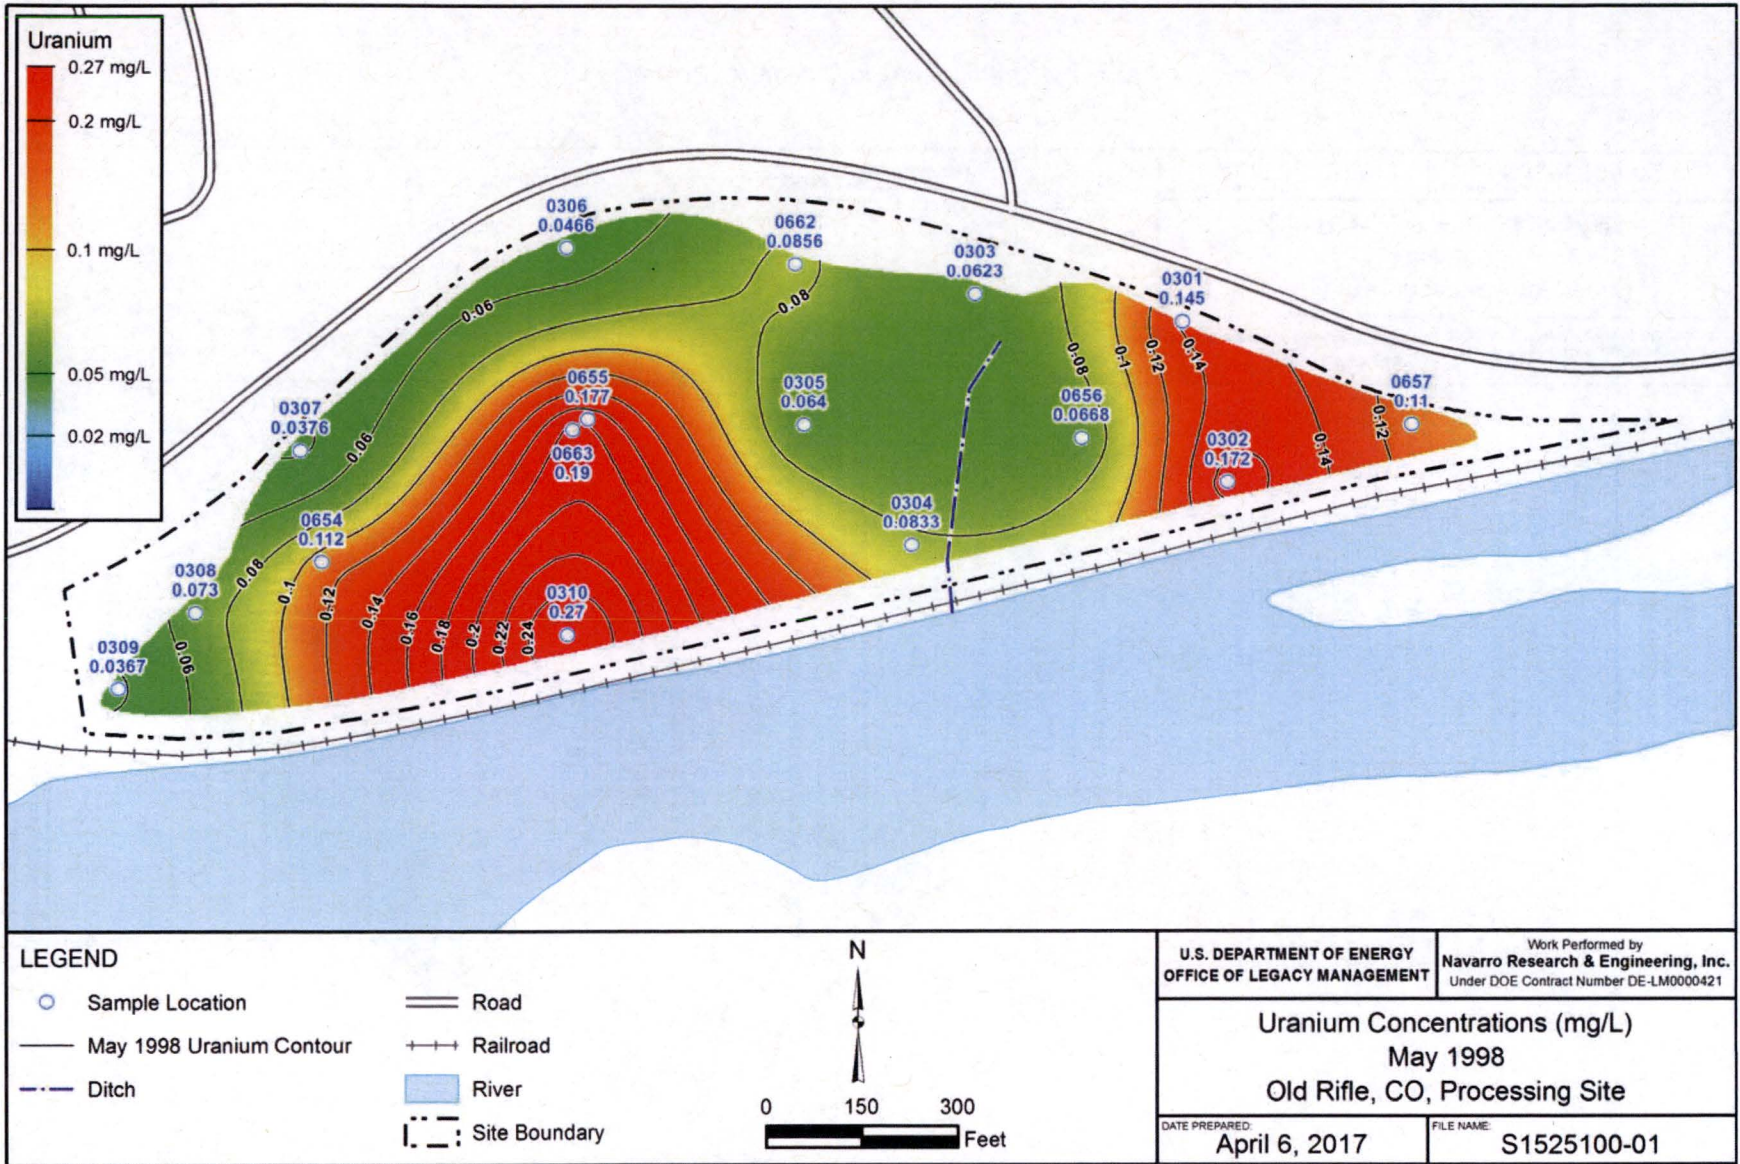 Uranium
0.27 mg/L
0.2 mg/L
0.1 mg/L
0.05 mg/L
0.02 mg/L
0306
0.0466
0662
0.0856
0303
0.0623
0301
0.145
0.06
0.08
0.08
0.1
0.12
0.14
0655
0.177
0305
0.064
0656
0.0668
0657
0.11
0307
0.0376
0.06
0663
0.19
0302
0.172
0.14
0.12
0654
0.112
0304
0.0833
0308
0.073
0.08
0.1
0.12
0.14
0.16
0.18
0.2
0.22
0.24
0310
0.27
0309
0.0367
0.06
LEGEND
Sample Location
May 1998 Uranium Contour
Ditch
Road
Railroad
River
Site Boundary
N
0 150 300
Feet
U.S. DEPARTMENT OF ENERGY
OFFICE OF LEGACY MANAGEMENT
Work Performed by
Navarro Research & Engineering, Inc.
Under DOE Contract Number DE-LM0000421
Uranium Concentrations (mg/L)
May 1998
Old Rifle, CO, Processing Site
DATE PREPARED:
April 6, 2017
FILE NAME:
S1525100-01